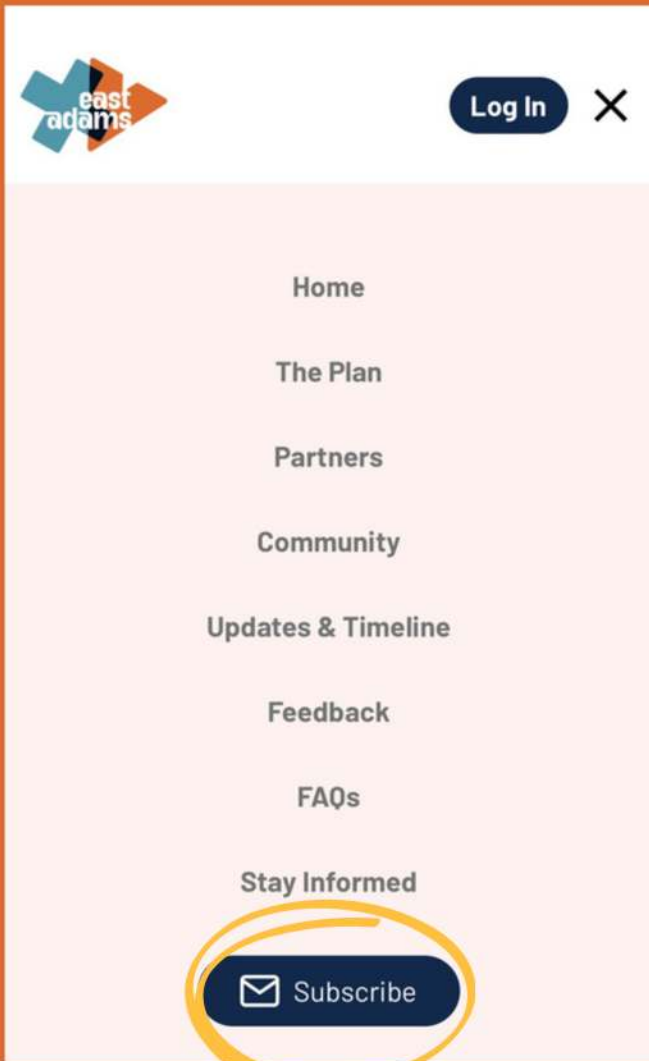 east
adams
Log In
Home
The Plan
Partners
Community
Updates & Timeline
Feedback
FAQs
Stay Informed
Subscribe